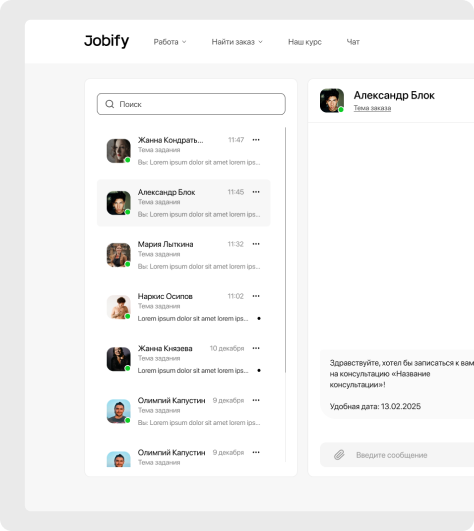 Jobify
Работа
Найти заказ
Наш курс
Чат
Поиск
Жанна Кондрать...
11:47
Тема задания
Вы: Lorem ipsum dolor sit amet lorem ips...
Александр Блок
11:45
Тема задания
Вы: Lorem ipsum dolor sit amet lorem ips...
Мария Лыткина
11:32
Тема задания
Вы: Lorem ipsum dolor sit amet lorem ips...
Наркис Осипов
11:02
Тема задания
Lorem ipsum dolor sit amet lorem ips...
Жанна Князева
10 декабря
Тема задания
Lorem ipsum dolor sit amet lorem ips...
Олимпий Капустин
9 декабря
Тема задания
Вы: Lorem ipsum dolor sit amet lorem ips...
Олимпий Капустин
9 декабря
Тема задания
Александр Блок
Тема заказа
Здравствуйте, хотел бы записаться к вам
на консультацию «Название
консультации»!
Удобная дата: 13.02.2025
Введите сообщение